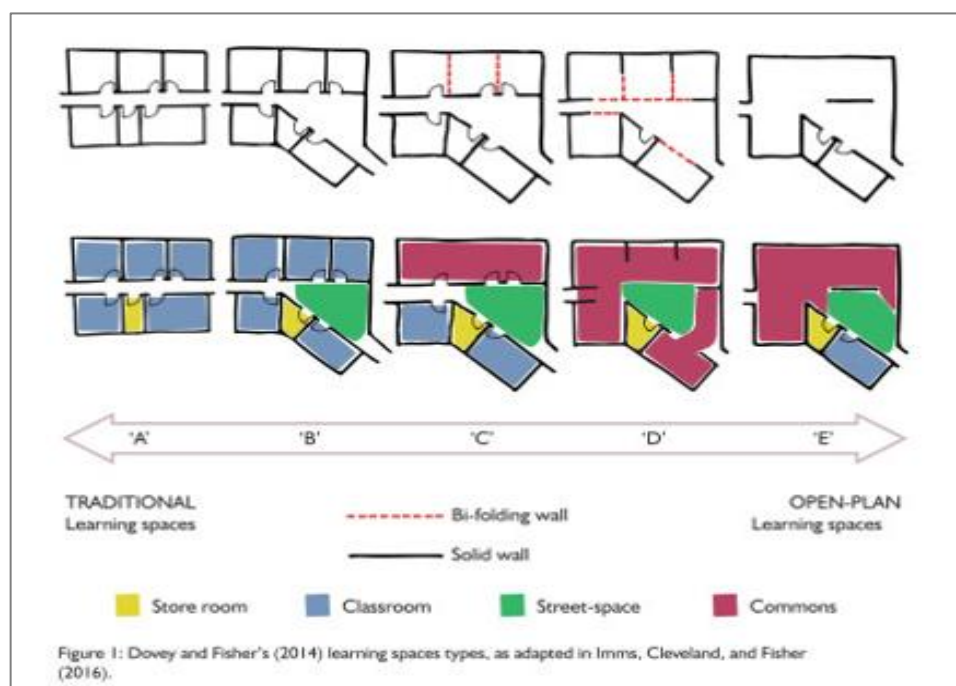 'A' 'B' 'C' 'D' 'E'
TRADITIONAL
Learning spaces
OPEN-PLAN
Learning spaces
Bi-folding wall
Solid wall
Store room Classroom Street-space Commons
Figure 1: Dovey and Fisher's (2014) learning spaces types, as adapted in Imms, Cleveland, and Fisher
(2016).